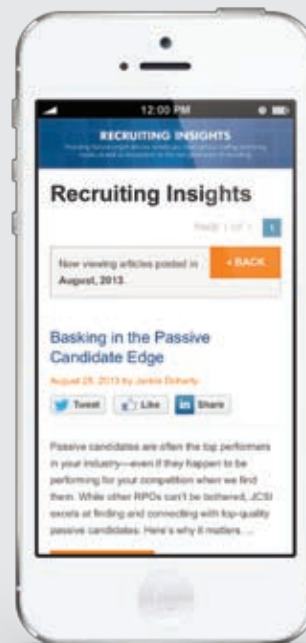 12:00 PM
RECRUITING INSIGHTS
Recruiting Insights
PAGE 1 OF 1 1
Now viewing articles posted in
August, 2013.
« BACK
Basking in the Passive
Candidate Edge
August 28, 2013 by Jackie Doherty
Tweet Like in Share
Passive candidates are often the top performers
in your industry—even if they happen to be
performing for your competition when we find
them. While other RPOs can't be bothered, JCSI
excels at finding and connecting with top-quality
passive candidates. Here's why it matters. ...